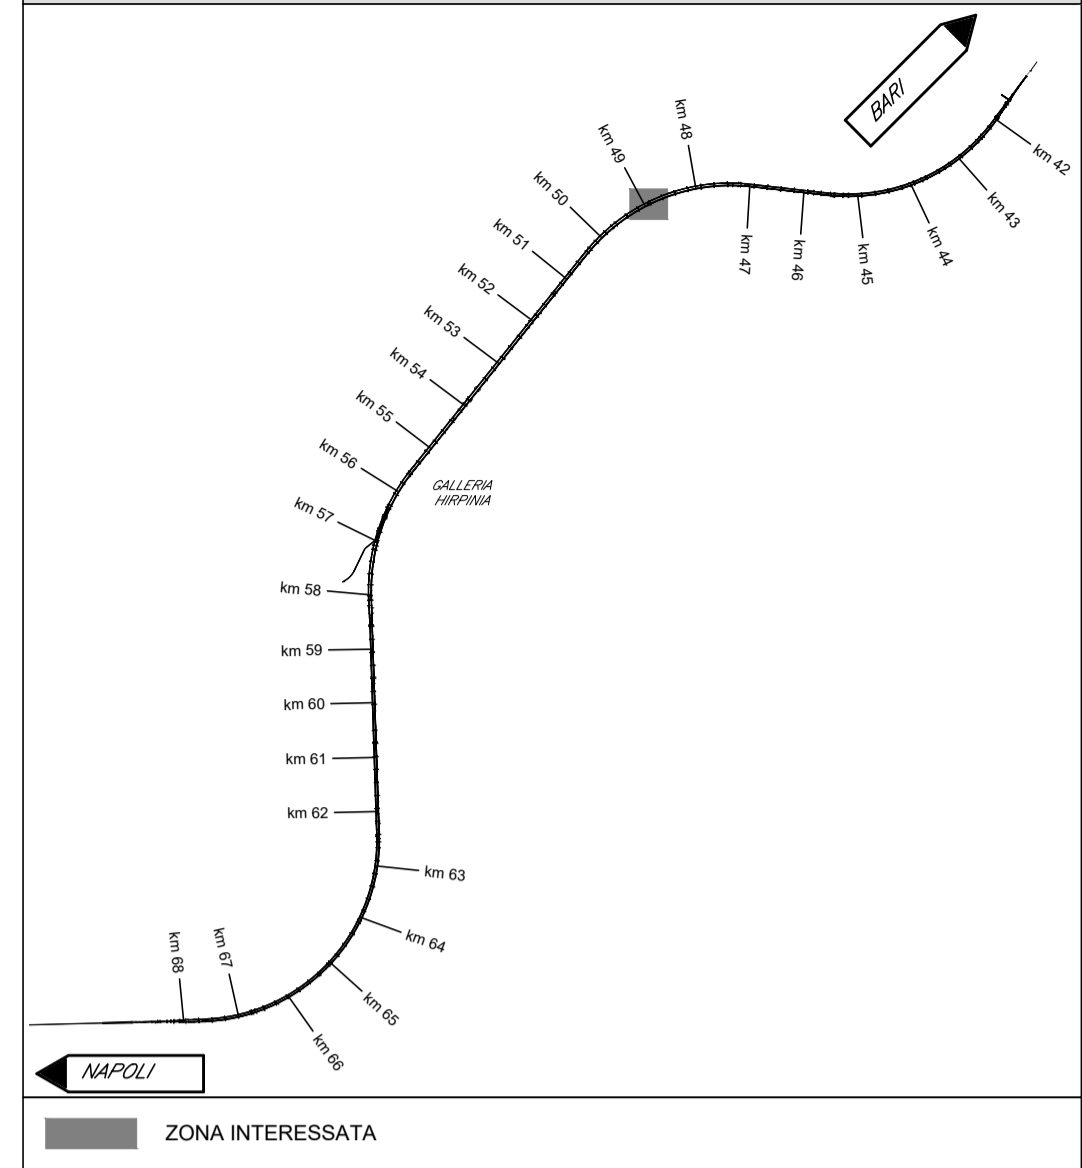 BARI
km 42
km 43
km 44
km 45
km 46
km 47
km 48
km 49
km 50
km 51
km 52
km 53
km 54
km 55
km 56
GALLERIA
HIRPINIA
km 57
km 58
km 59
km 60
km 61
km 62
km 63
km 64
km 65
km 66
km 67
km 68
NAPOLI
ZONA INTERESSATA